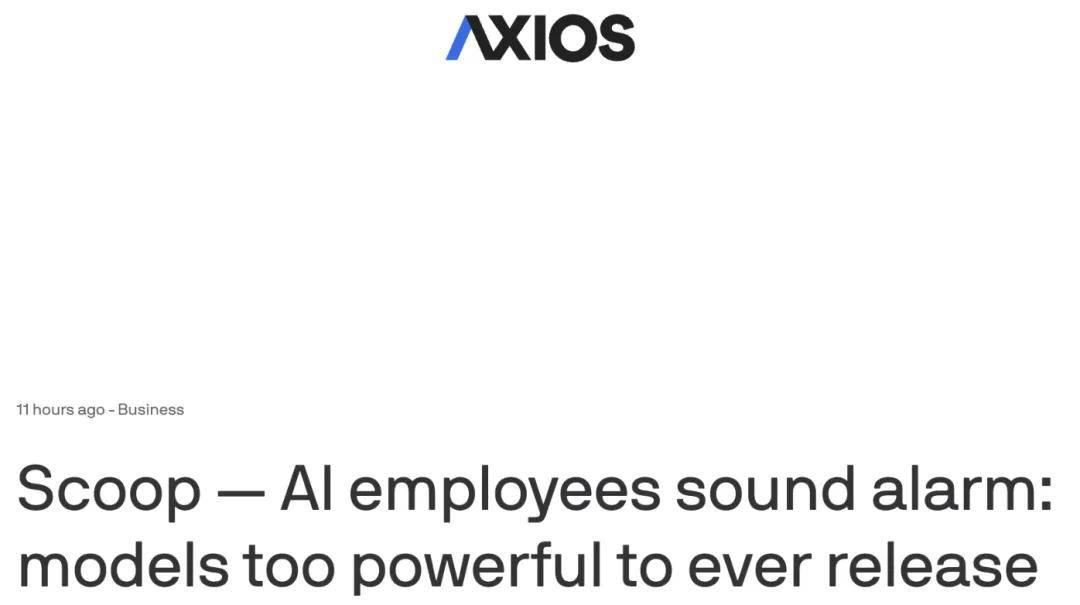 AXIOS
11 hours ago - Business
Scoop — AI employees sound alarm:
models too powerful to ever release